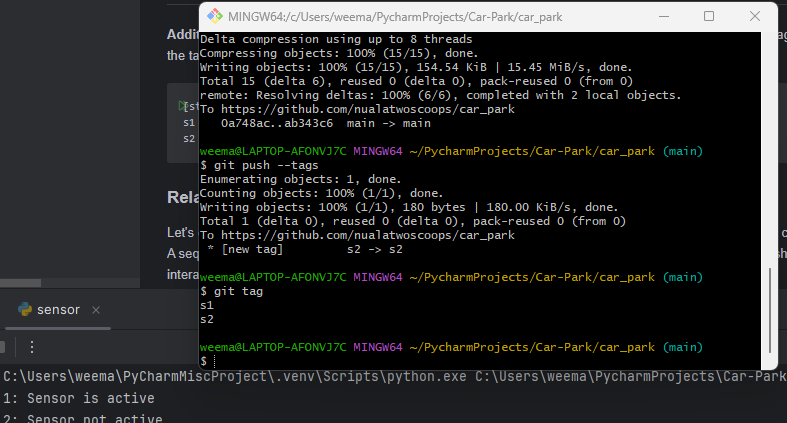 MINGW64:/c/Users/weema/PycharmProjects/Car-Park/car_park
Delta compression using up to 8 threads
Compressing objects: 100% (15/15), done.
Writing objects: 100% (15/15), 154.54 KiB | 15.45 MiB/s, done.
Total 15 (delta 6), reused 0 (delta 0), pack-reused 0 (from 0)
remote: Resolving deltas: 100% (6/6), completed with 2 local objects.
To https://github.com/nualatwoscoops/car_park
0a748ac..ab343c6  main -> main
weema@LAPTOP-AFONVJ7C MINGW64 ~/PycharmProjects/Car-Park/car_park (main)
$ git push --tags
Enumerating objects: 1, done.
Counting objects: 100% (1/1), done.
Writing objects: 100% (1/1), 180 bytes | 180.00 KiB/s, done.
Total 1 (delta 0), reused 0 (delta 0), pack-reused 0 (from 0)
To https://github.com/nualatwoscoops/car_park
* [new tag]         s2 -> s2
weema@LAPTOP-AFONVJ7C MINGW64 ~/PycharmProjects/Car-Park/car_park (main)
$ git tag
s1
s2
weema@LAPTOP-AFONVJ7C MINGW64 ~/PycharmProjects/Car-Park/car_park (main)
$
Addi
the ta
s1
s2
Rela
Let's
A seq
intera
sensor
C:\Users\weema\PyCharmMiscProject\.venv\Scripts\python.exe C:\Users\weema\PycharmProjects\Car-Park
1: Sensor is active
2: Sensor not active